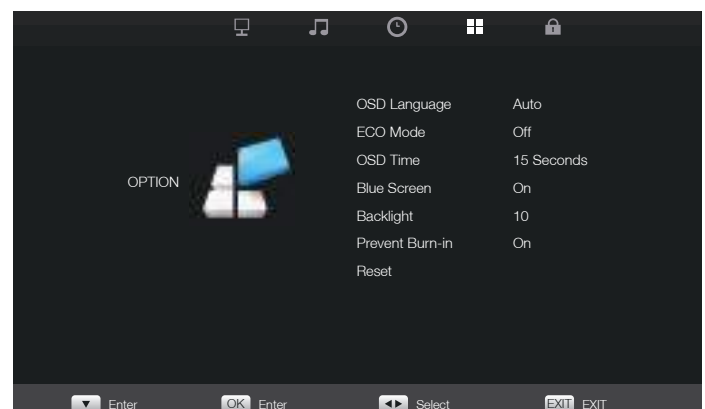 OPTION
OSD Language Auto
ECO Mode Off
OSD Time 15 Seconds
Blue Screen On
Backlight 10
Prevent Burn-in On
Reset
Enter OK Enter Select EXIT EXIT